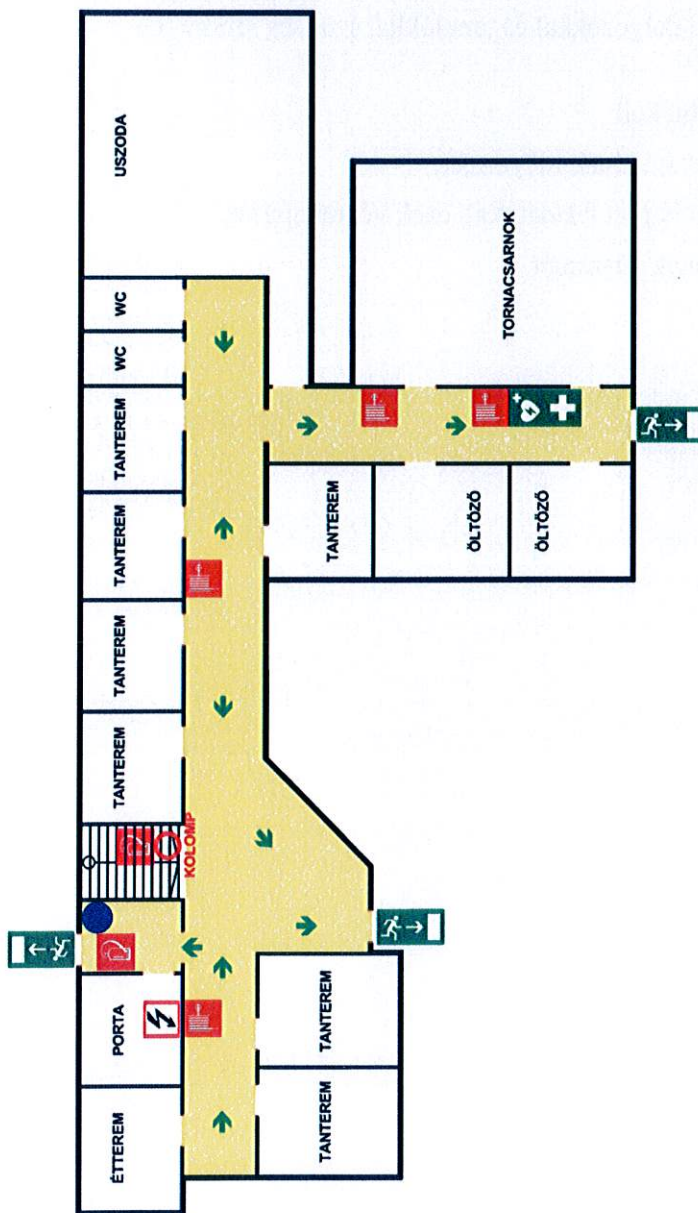 ÉTTEREM
PORTA
TANTEREM
TANTEREM
TANTEREM
TANTEREM
WC
WC
USZODA
KOLOMP
TANTEREM
TANTEREM
TANTEREM
ÖLTÖZŐ
TORNACSARNOK
ÖLTÖZŐ